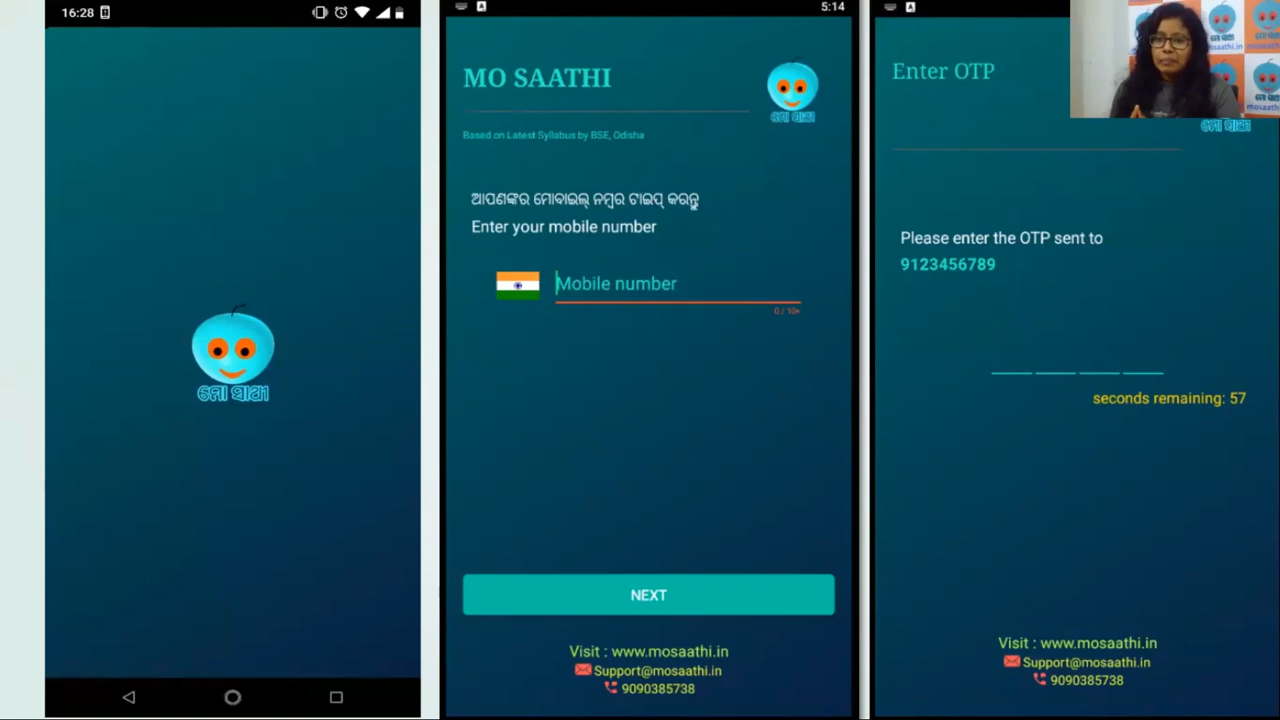 16:28
ମୋ ସାଥୀ
5:14
MO SAATHI
ମୋ ସାଥୀ
Based on Latest Syllabus by BSE, Odisha
ଆପଣଙ୍କର ମୋବାଇଲ୍ ନମ୍ବର ଟାଇପ୍ କରନ୍ତୁ
Enter your mobile number
Mobile number
0 / 10
NEXT
Visit : www.mosaathi.in
Support@mosaathi.in
9090385738
Enter OTP
ମୋ ସାଥୀ
Please enter the OTP sent to
9123456789
seconds remaining: 57
Visit : www.mosaathi.in
Support@mosaathi.in
9090385738
ମୋ ସାଥୀ
mosaathi